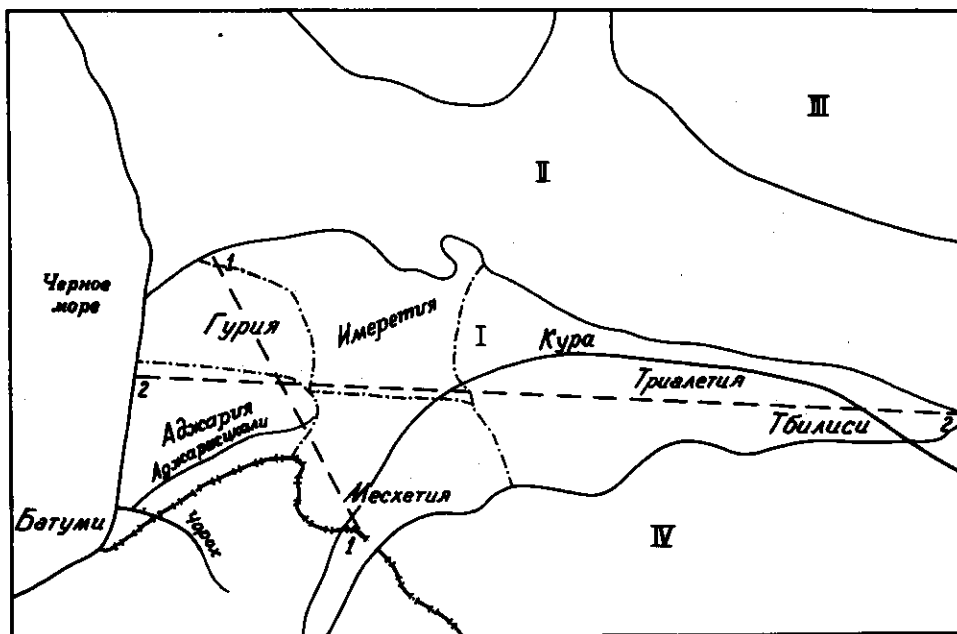 III
II
1
Черное
море
Гурия
Имеретия
I
Кура
Триалетия
2
Аджария
Аджарисцкали
Тбилиси
2
Месхетия
Батуми
Чорох
1
IV